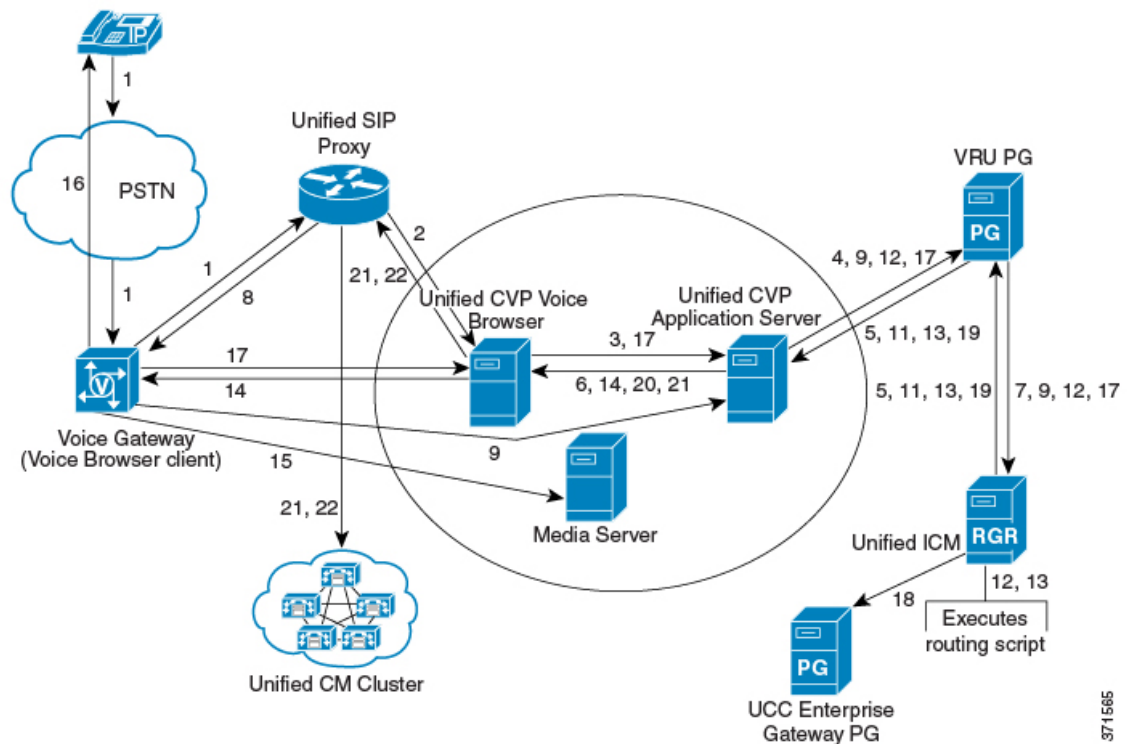 IP
1
Unified SIP
Proxy
VRU PG
16
PSTN
PG
2
1
4, 9, 12, 17
21, 22
8
1
Unified CVP Voice
Browser
Unified CVP
Application Server
5, 11, 13, 19
3, 17
17
6, 14, 20, 21
5, 11, 13, 19
7, 9, 12, 17
V
14
Voice Gateway
(Voice Browser client)
9
15
21, 22
Media Server
Unified ICM
RGR
12, 13
18
Executes
routing script
PG
Unified CM Cluster
UCC Enterprise
Gateway PG
371565